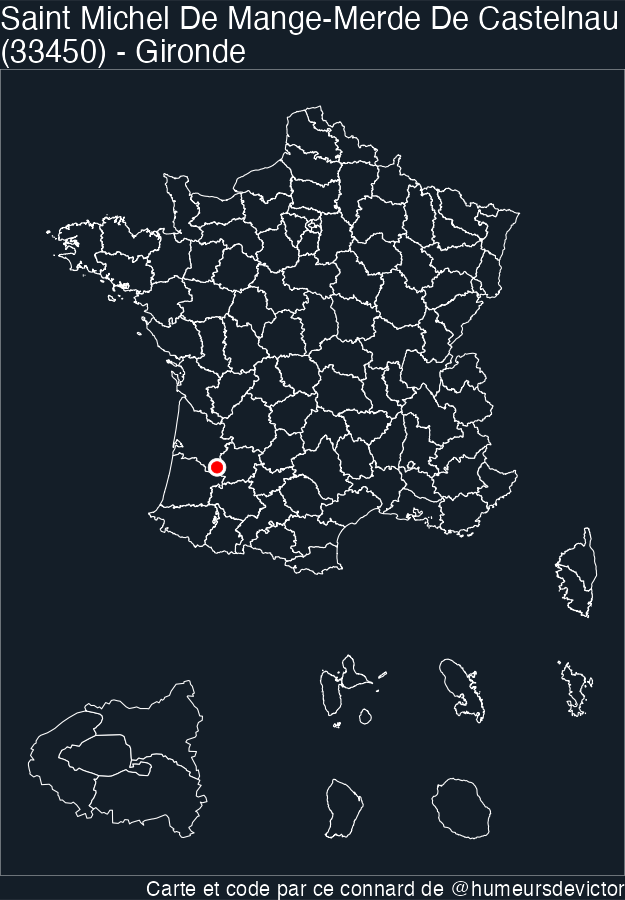 Saint Michel De Mange-Merde De Castelnau
(33450) - Gironde
Carte et code par ce connard de @humeursdevictor